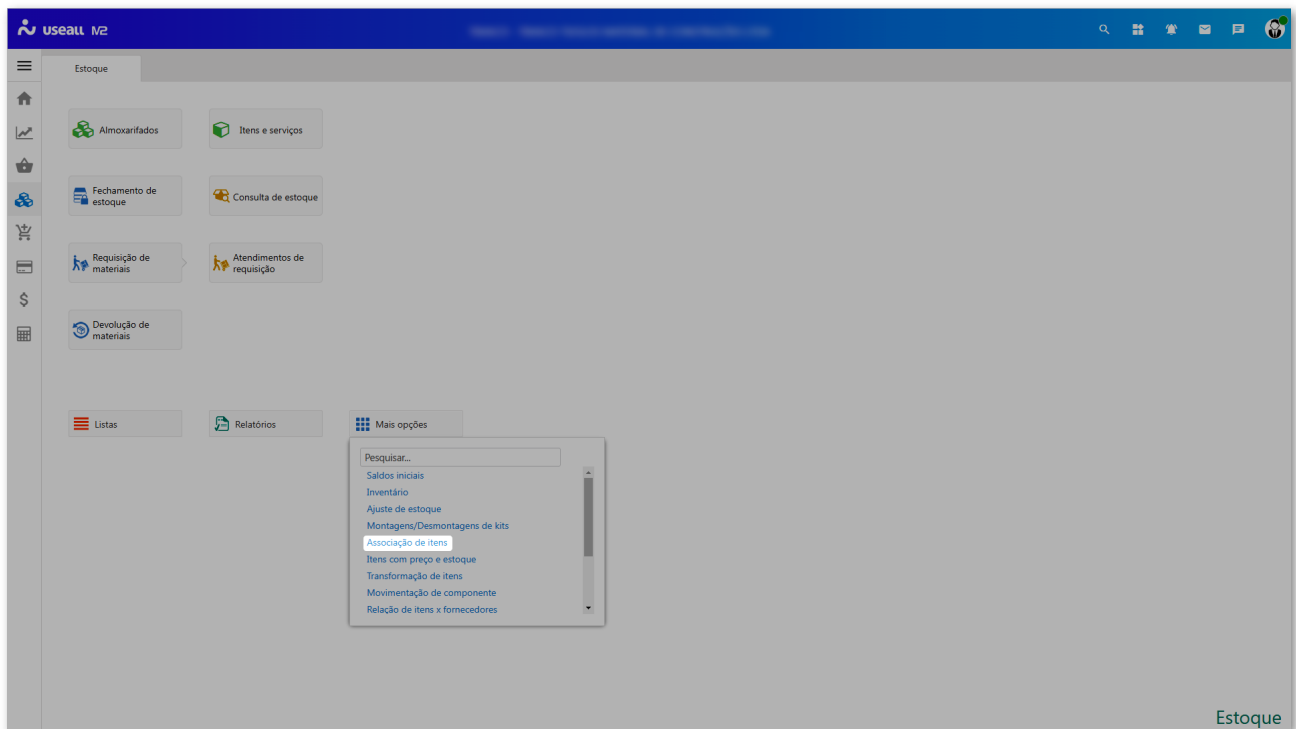 useall M2
Estoque
Almoxarifados
Itens e serviços
Fechamento de
estoque
Consulta de estoque
Requisição de
materiais
Atendimentos de
requisição
Devolução de
materiais
Listas
Relatórios
Mais opções
Pesquisar...
Saldos iniciais
Inventário
Ajuste de estoque
Montagens/Desmontagens de kits
Associação de itens
Itens com preço e estoque
Transformação de itens
Movimentação de componente
Relação de itens x fornecedores
Estoque